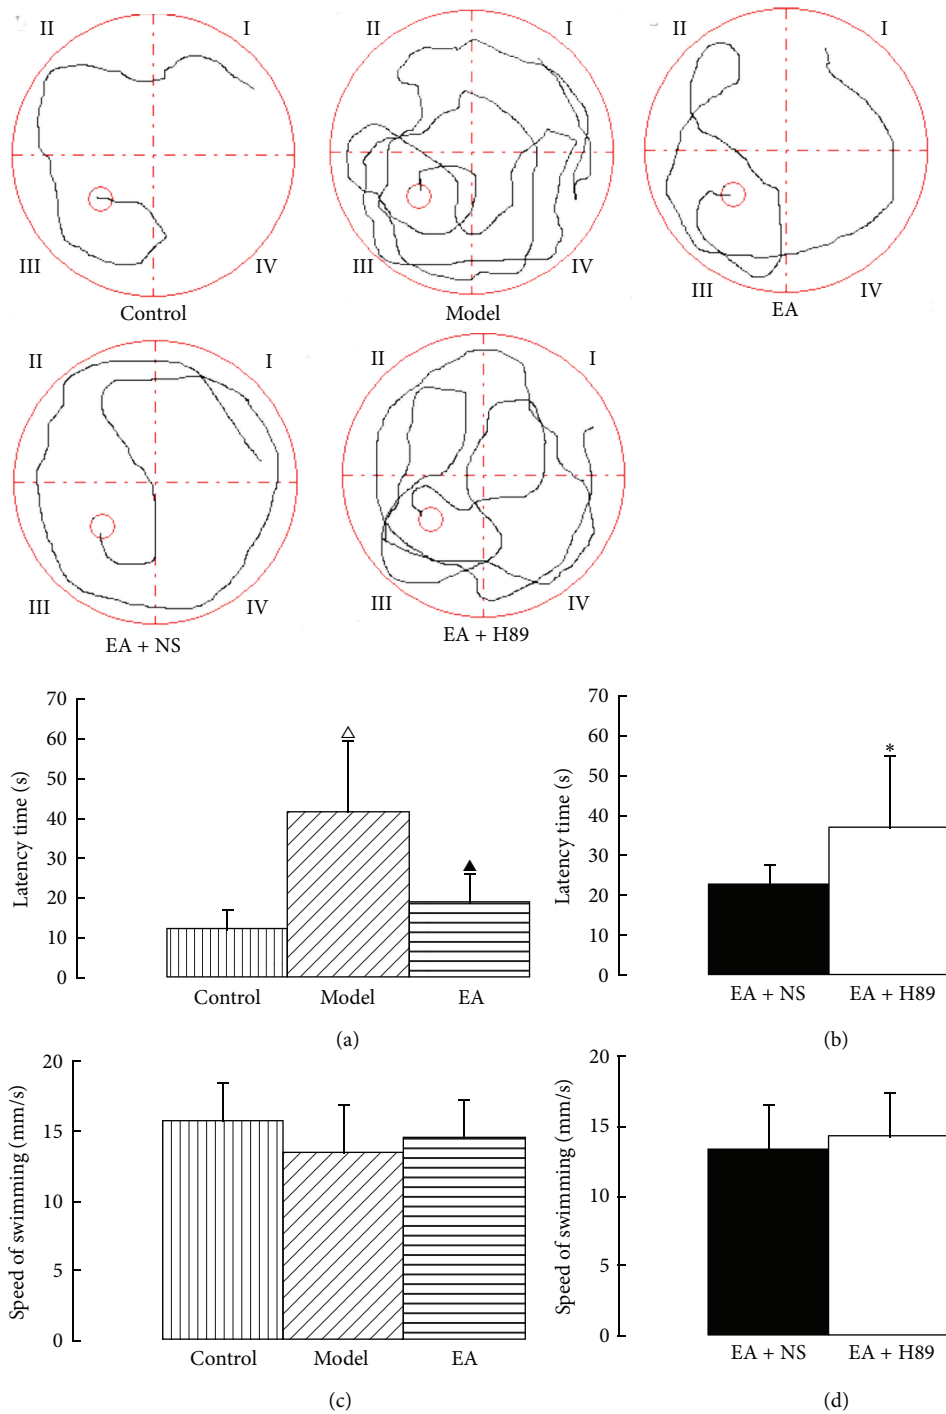 II I
III IV
Control
II I
III IV
Model
II I
III IV
EA
II I
III IV
EA + NS
II I
III IV
EA + H89
Latency time (s)
70
60
50
40
30
20
10
0
△
▲
Control Model EA
(a)
Latency time (s)
70
60
50
40
30
20
10
0
*
EA + NS EA + H89
(b)
Speed of swimming (mm/s)
20
15
10
5
0
Control Model EA
(c)
Speed of swimming (mm/s)
20
15
10
5
0
EA + NS EA + H89
(d)